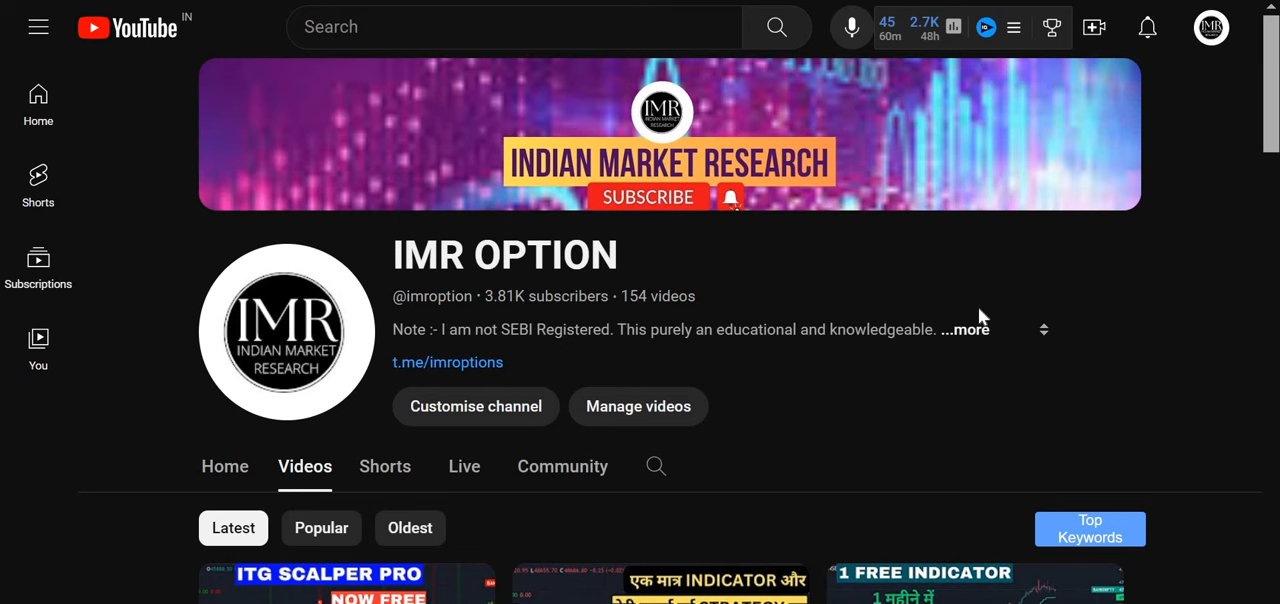 YouTube IN
Search
45 2.7K
60m 48h
Home
Shorts
Subscriptions
You
IMR
INDIAN MARKET
RESEARCH
INDIAN MARKET RESEARCH
SUBSCRIBE
IMR
INDIAN MARKET
RESEARCH
IMR OPTION
@imroption · 3.81K subscribers · 154 videos
Note :- I am not SEBI Registered. This purely an educational and knowledgeable. ...more
t.me/imroptions
Customise channel Manage videos
Home Videos Shorts Live Community
Latest Popular Oldest
Top
Keywords
ITG SCALPER PRO
NOW FREE
एक मात्र INDICATOR और
1 FREE INDICATOR
1 महीने में